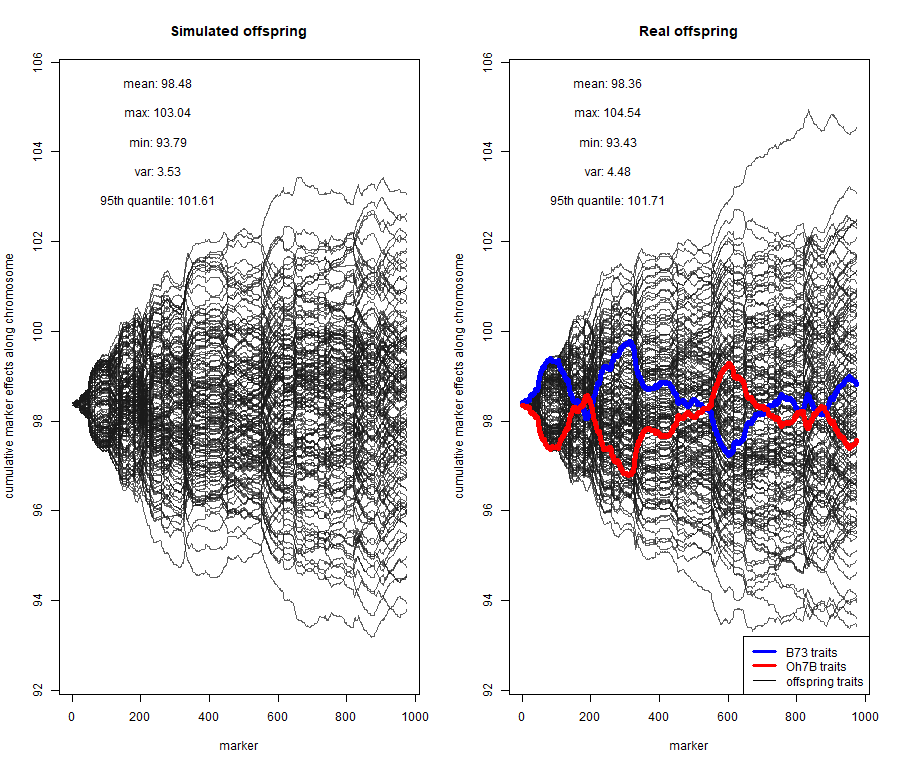 Simulated offspring
mean: 98.48
max: 103.04
min: 93.79
var: 3.53
95th quantile: 101.61
cumulative marker effects along chromosome
106
104
102
100
98
96
94
92
0 200 400 600 800 1000
marker
Real offspring
mean: 98.36
max: 104.54
min: 93.43
var: 4.48
95th quantile: 101.71
cumulative marker effects along chromosome
106
104
102
100
98
96
94
92
B73 traits
Oh7B traits
offspring traits
0 200 400 600 800 1000
marker